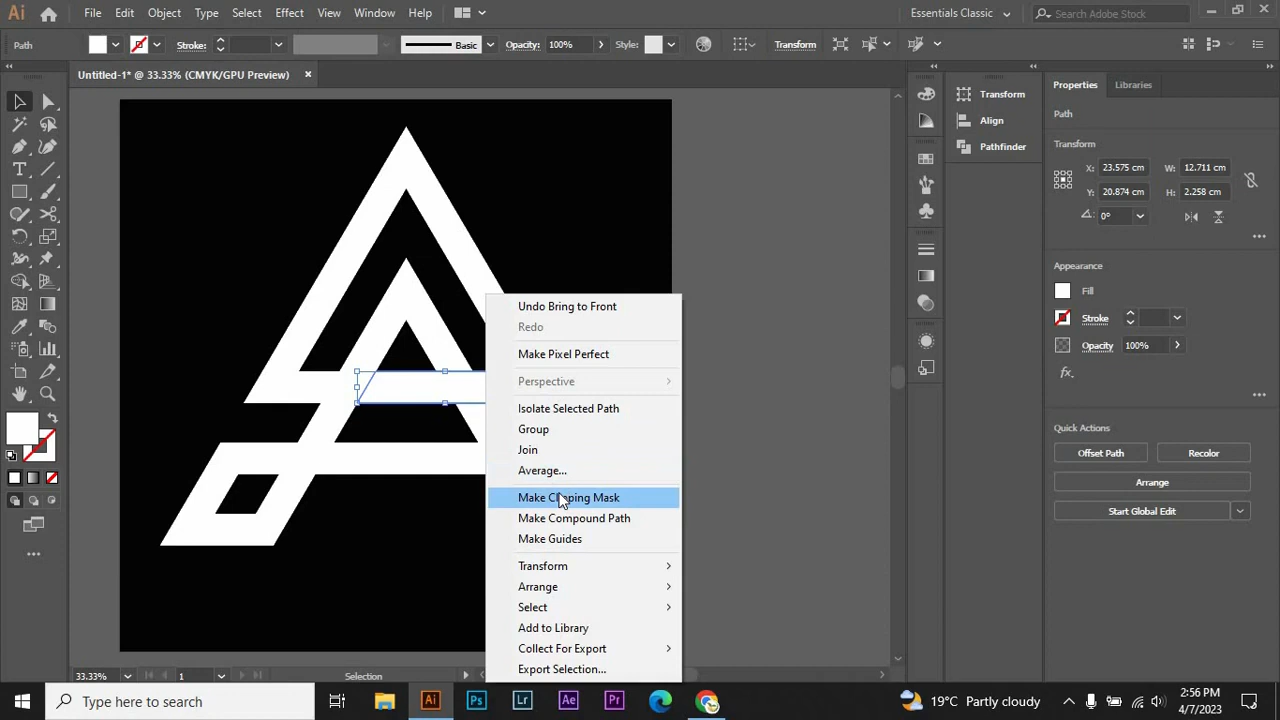 Ai
File
Edit
Object
Type
Select
Effect
View
Window
Help
Essentials Classic
Search Adobe Stock
Path
Stroke:
Basic
Opacity:
100%
Style:
Transform
Untitled-1* @ 33.33% (CMYK/GPU Preview)
Undo Bring to Front
Redo
Make Pixel Perfect
Perspective
Isolate Selected Path
Group
Join
Average...
Make Clipping Mask
Make Compound Path
Make Guides
Transform
Arrange
Select
Add to Library
Collect For Export
Export Selection...
Transform
Align
Pathfinder
Properties
Libraries
Path
Transform
X: 23.575 cm W: 12.711 cm
Y: 20.874 cm H: 2.258 cm
0°
Appearance
Fill
Stroke
Opacity 100%
fx.
Quick Actions
Offset Path
Recolor
Arrange
Start Global Edit
33.33%
1
Selection
Type here to search
Ai
Ps
Lr
Ae
Pr
19°C Partly cloudy
2:56 PM
4/7/2023